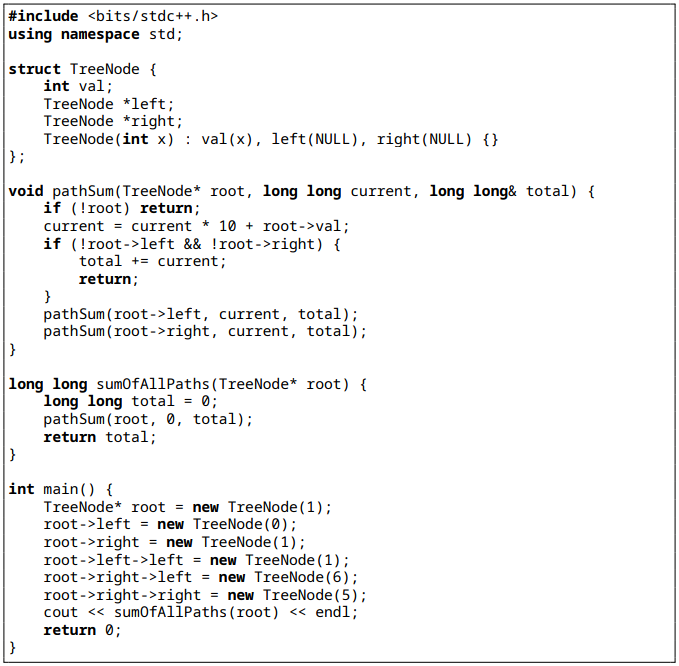 #include <bits/stdc++.h>
using namespace std;

struct TreeNode {
    int val;
    TreeNode *left;
    TreeNode *right;
    TreeNode(int x) : val(x), left(NULL), right(NULL) {}
};

void pathSum(TreeNode* root, long long current, long long& total) {
    if (!root) return;
    current = current * 10 + root->val;
    if (!root->left && !root->right) {
        total += current;
        return;
    }
    pathSum(root->left, current, total);
    pathSum(root->right, current, total);
}

long long sumOfAllPaths(TreeNode* root) {
    long long total = 0;
    pathSum(root, 0, total);
    return total;
}

int main() {
    TreeNode* root = new TreeNode(1);
    root->left = new TreeNode(0);
    root->right = new TreeNode(1);
    root->left->left = new TreeNode(1);
    root->right->left = new TreeNode(6);
    root->right->right = new TreeNode(5);
    cout << sumOfAllPaths(root) << endl;
    return 0;
}